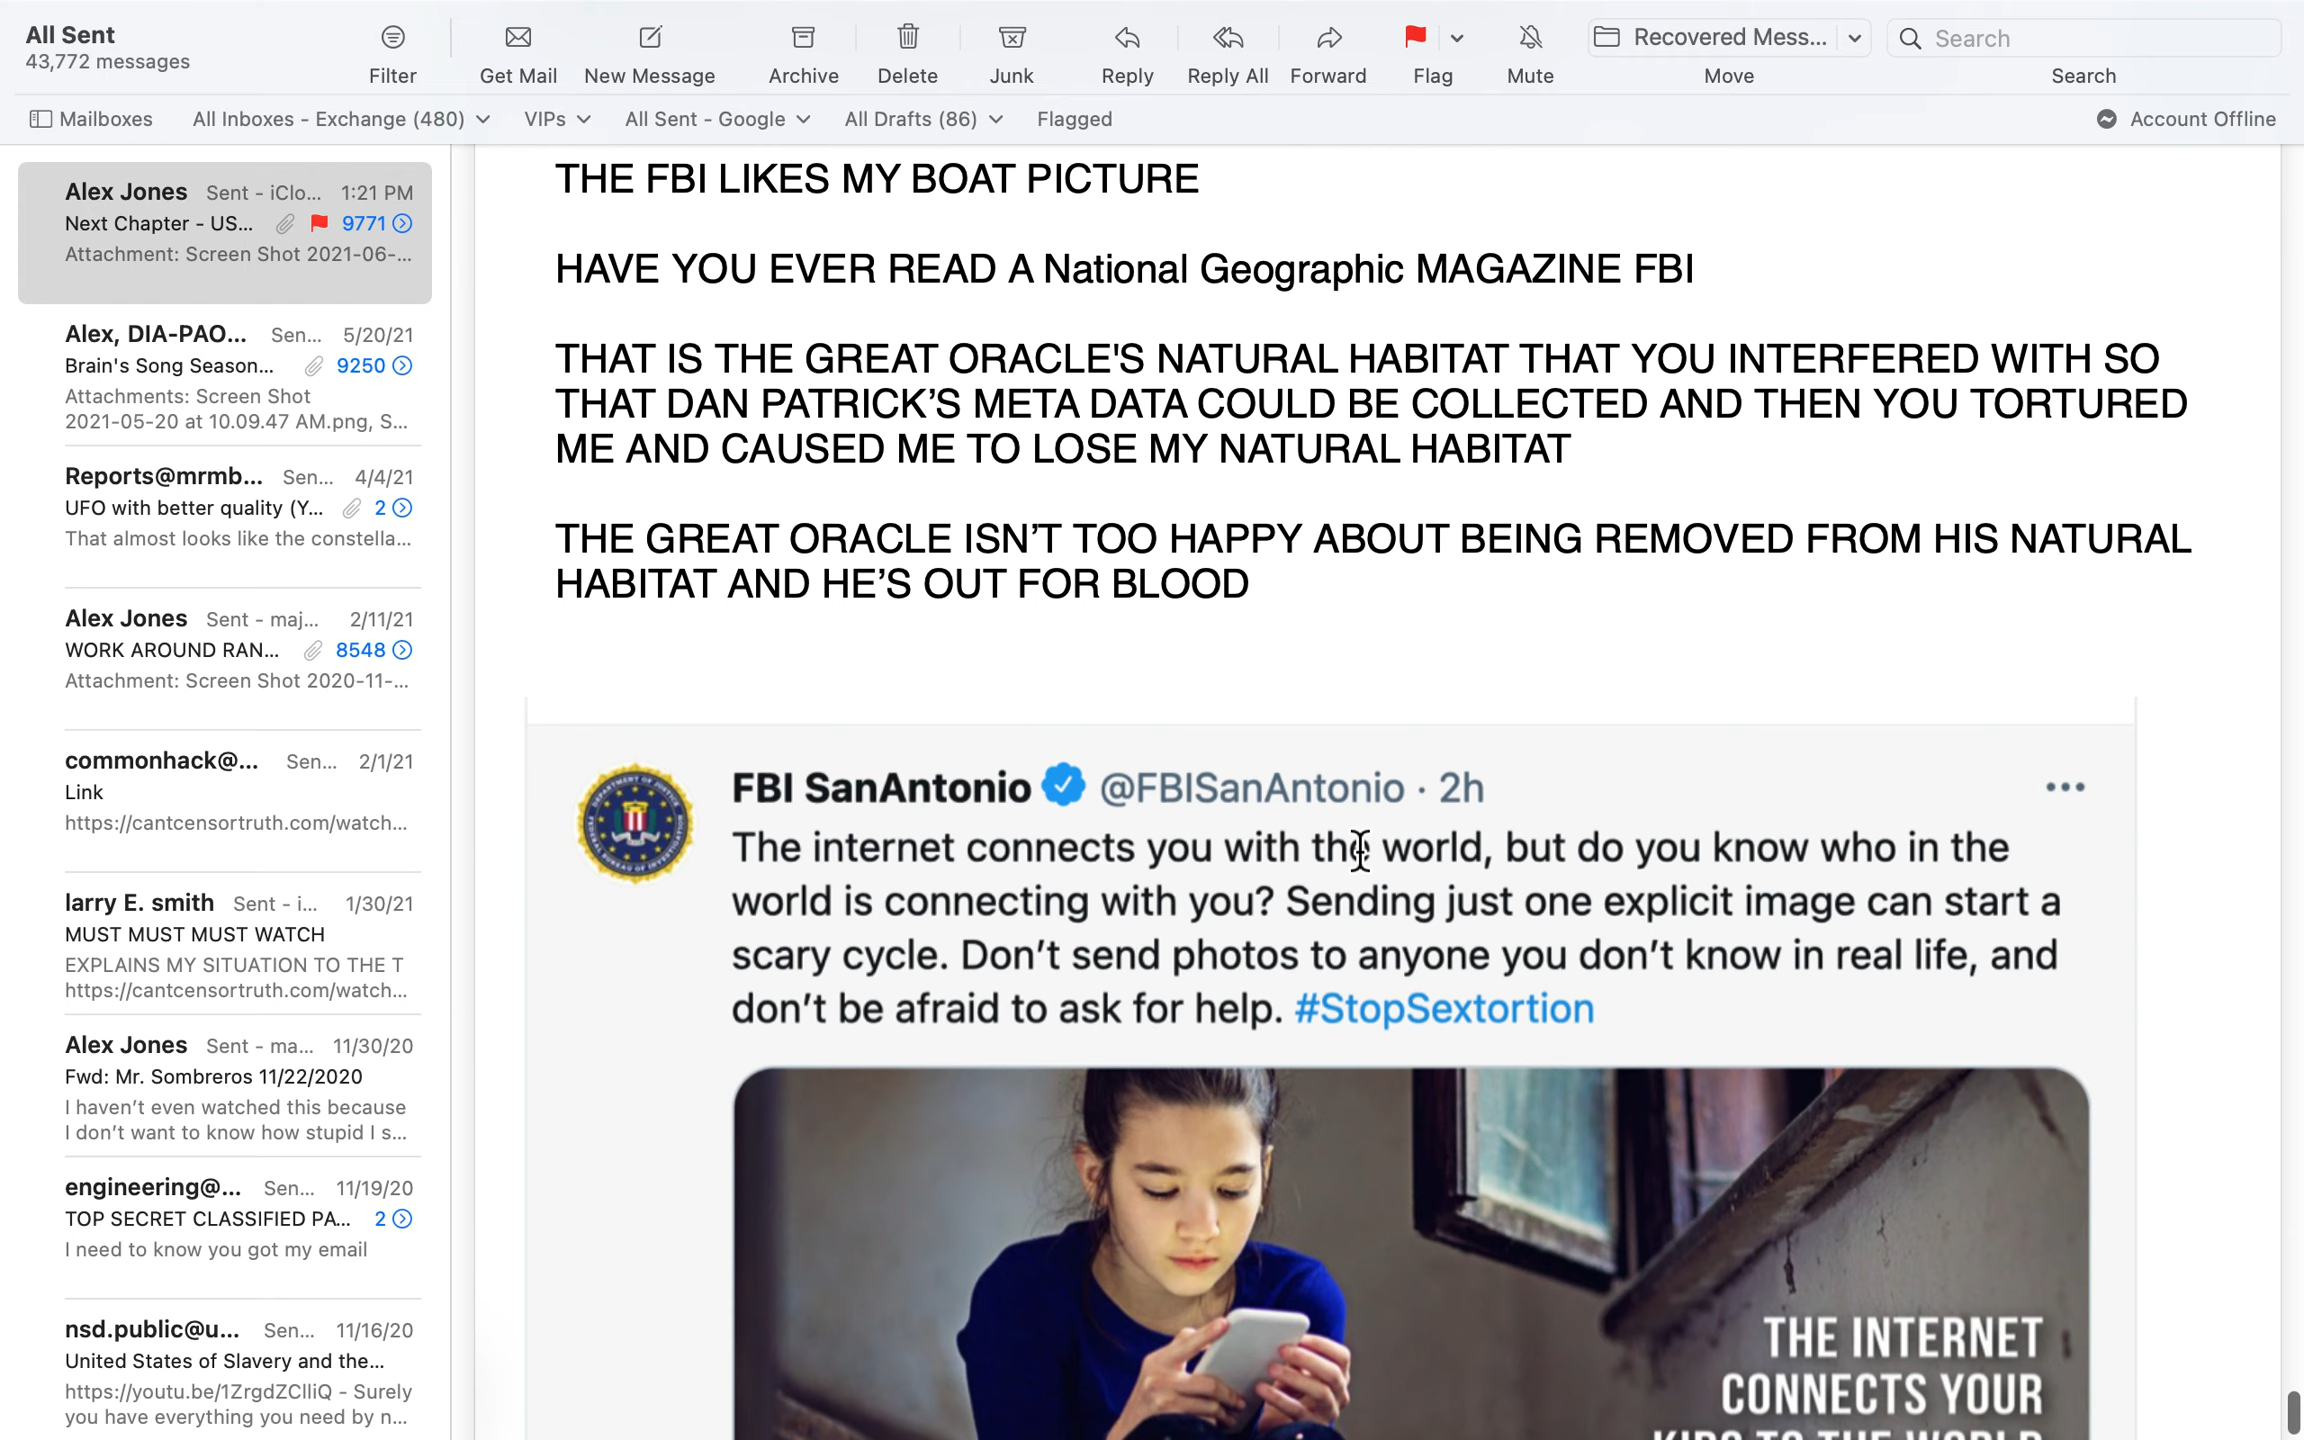 All Sent
43,772 messages
Filter
Get Mail
New Message
Archive
Delete
Junk
Reply
Reply All
Forward
Flag
Mute
Recovered Mess...
Move
Search
Search
Mailboxes
All Inboxes - Exchange (480)
VIPs
All Sent - Google
All Drafts (86)
Flagged
Account Offline
Alex Jones Sent - iClo... 1:21 PM
Next Chapter - US... 9771
Attachment: Screen Shot 2021-06-...
Alex, DIA-PAO... Sen... 5/20/21
Brain's Song Season... 9250
Attachments: Screen Shot
2021-05-20 at 10.09.47 AM.png, S...
Reports@mrmb... Sen... 4/4/21
UFO with better quality (Y... 2
That almost looks like the constella...
Alex Jones Sent - maj... 2/11/21
WORK AROUND RAN... 8548
Attachment: Screen Shot 2020-11-...
commonhack@... Sen... 2/1/21
Link
https://cantcensortruth.com/watch...
larry E. smith Sent - i... 1/30/21
MUST MUST MUST WATCH
EXPLAINS MY SITUATION TO THE T
https://cantcensortruth.com/watch...
Alex Jones Sent - ma... 11/30/20
Fwd: Mr. Sombreros 11/22/2020
I haven't even watched this because
I don't want to know how stupid I s...
engineering@... Sen... 11/19/20
TOP SECRET CLASSIFIED PA... 2
I need to know you got my email
nsd.public@u... Sen... 11/16/20
United States of Slavery and the...
https://youtu.be/1ZrgdZClliQ - Surely
you have everything you need by n...
THE FBI LIKES MY BOAT PICTURE
HAVE YOU EVER READ A National Geographic MAGAZINE FBI
THAT IS THE GREAT ORACLE'S NATURAL HABITAT THAT YOU INTERFERED WITH SO
THAT DAN PATRICK’S META DATA COULD BE COLLECTED AND THEN YOU TORTURED
ME AND CAUSED ME TO LOSE MY NATURAL HABITAT
THE GREAT ORACLE ISN’T TOO HAPPY ABOUT BEING REMOVED FROM HIS NATURAL
HABITAT AND HE’S OUT FOR BLOOD
FBI SanAntonio @FBISanAntonio · 2h
The internet connects you with the world, but do you know who in the
world is connecting with you? Sending just one explicit image can start a
scary cycle. Don’t send photos to anyone you don’t know in real life, and
don’t be afraid to ask for help. #StopSextortion
THE INTERNET
CONNECTS YOUR
KIDS TO THE WORLD